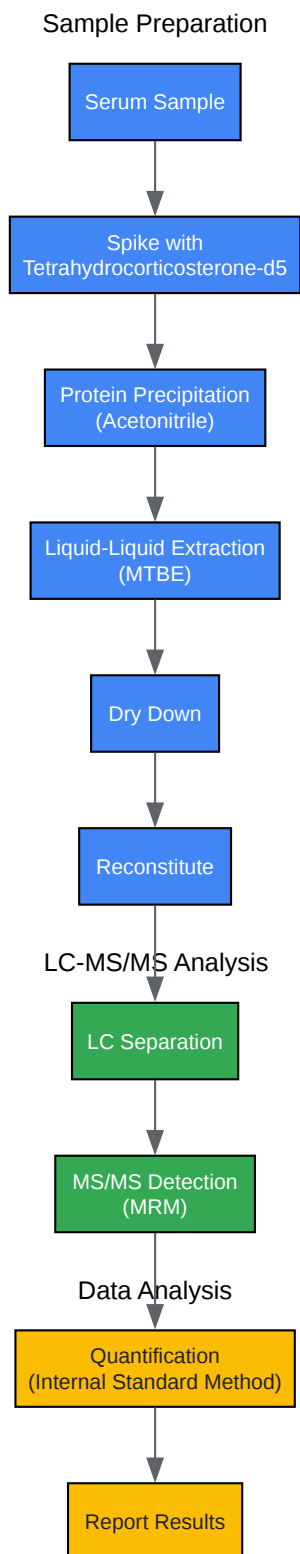 Sample Preparation
Serum Sample
Spike with
Tetrahydrocorticosterone-d5
Protein Precipitation
(Acetonitrile)
Liquid-Liquid Extraction
(MTBE)
Dry Down
Reconstitute
LC-MS/MS Analysis
LC Separation
MS/MS Detection
(MRM)
Data Analysis
Quantification
(Internal Standard Method)
Report Results